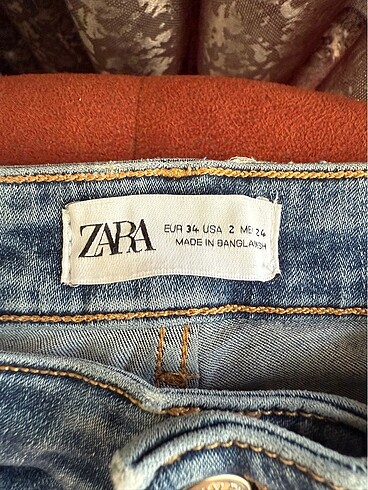 ZARA
EUR 34 USA 2 MEX 24
MADE IN BANGLADESH